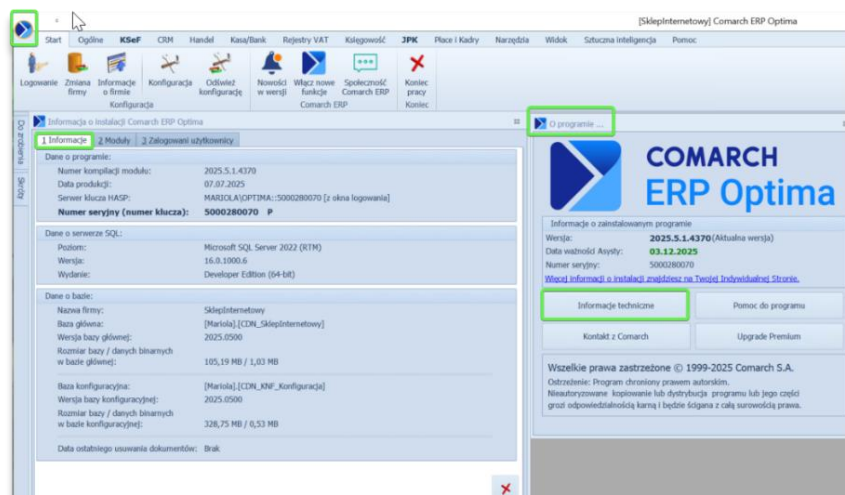 [SklepInternetowy] Comarch ERP Optima
Start Ogólne KSeF CRM Handel Kasa/Bank Rejestry VAT Księgowość JPK Płace i Kadry Narzędzia Widok Sztuczna inteligencja Pomoc
Logowanie Zmiana firmy Informacje o firmie Konfiguracja Odśwież konfigurację Nowości w wersji Włącz nowe funkcje Społeczność Comarch ERP Koniec pracy
Konfiguracja Comarch ERP Koniec
Do zrobienia
Skróty
Informacja o instalacji Comarch ERP Optima
1 Informacje 2 Moduły 3 Zalogowani użytkownicy
Dane o programie:
Numer kompilacji modułu: 2025.5.1.4370
Data produkcji: 07.07.2025
Serwer klucza HASP: MARIOLA\OPTIMA::5000280070 [z okna logowania]
Numer seryjny (numer klucza): 5000280070 P
Dane o serwerze SQL:
Poziom: Microsoft SQL Server 2022 (RTM)
Wersja: 16.0.1000.6
Wydanie: Developer Edition (64-bit)
Dane o bazie:
Nazwa firmy: SklepInternetowy
Baza główna: [Mariola].[CDN_SklepInternetowy]
Wersja bazy głównej: 2025.0500
Rozmiar bazy / danych binarnych
w bazie głównej: 105,19 MB / 1,03 MB
Baza konfiguracyjna: [Mariola].[CDN_KNF_Konfiguracja]
Wersja bazy konfiguracyjnej: 2025.0500
Rozmiar bazy / danych binarnych
w bazie konfiguracyjnej: 328,75 MB / 0,53 MB
Data ostatniego usuwania dokumentów: Brak
O programie ...
COMARCH
ERP Optima
Informacje o zainstalowanym programie
Wersja: 2025.5.1.4370 (Aktualna wersja)
Data ważności Asysty: 03.12.2025
Numer seryjny: 5000280070
Więcej informacji o instalacji znajdziesz na Twojej Indywidualnej Stronie.
Informacje techniczne Pomoc do programu
Kontakt z Comarch Upgrade Premium
Wszelkie prawa zastrzeżone © 1999-2025 Comarch S.A.
Ostrzeżenie: Program chroniony prawem autorskim.
Nieautoryzowane kopiowanie lub dystrybucja programu lub jego części
grozi odpowiedzialnością karną i będzie ścigana z całą surowością prawa.